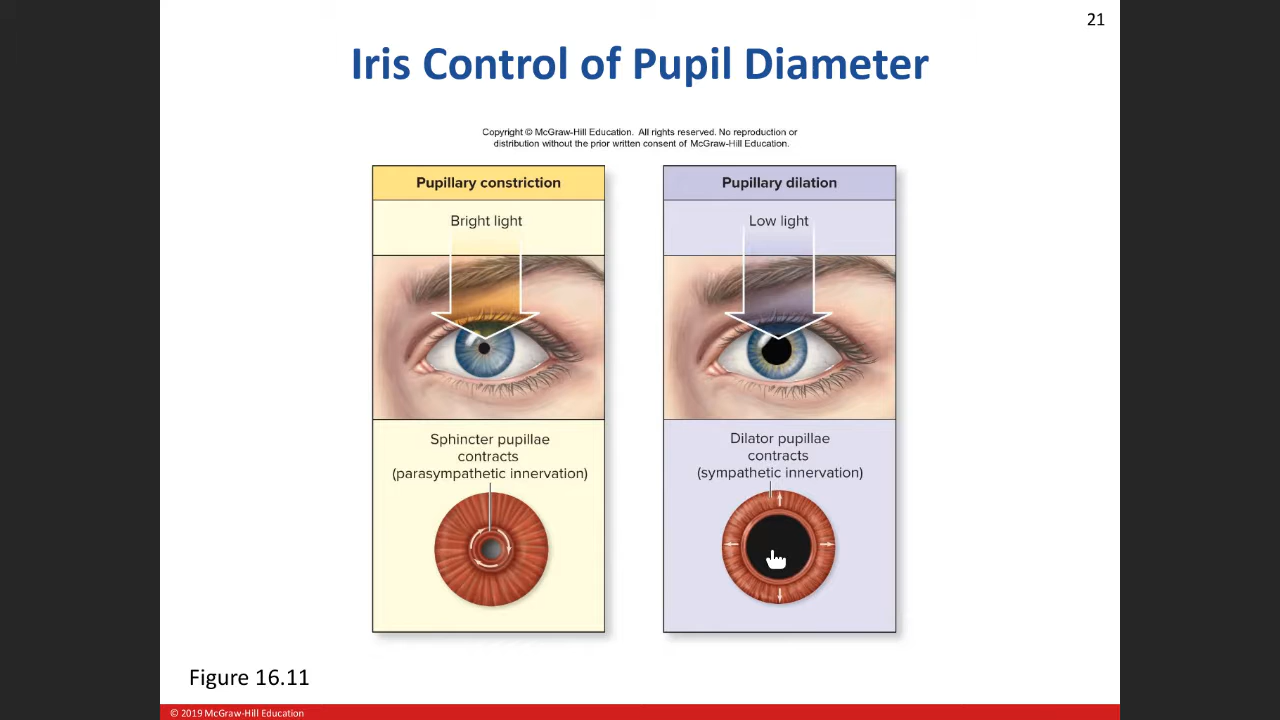 21
Iris Control of Pupil Diameter
Copyright © McGraw-Hill Education. All rights reserved. No reproduction or
distribution without the prior written consent of McGraw-Hill Education.
Pupillary constriction
Bright light
Sphincter pupillae
contracts
(parasympathetic innervation)
Pupillary dilation
Low light
Dilator pupillae
contracts
(sympathetic innervation)
Figure 16.11
© 2019 McGraw-Hill Education